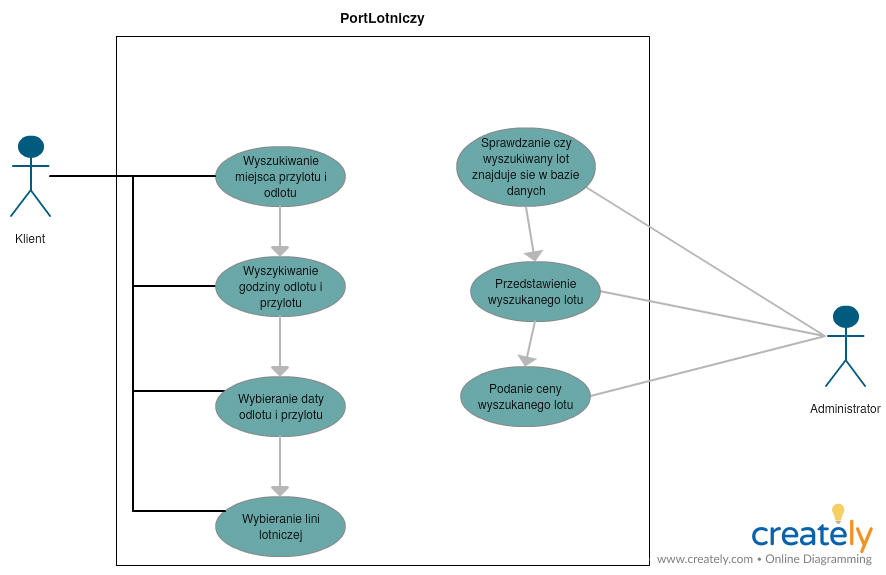 PortLotniczy
Wyszukiwanie
miejsca przylotu i
odlotu
Wyszykiwanie
godziny odlotu i
przylotu
Wybieranie daty
odlotu i przylotu
Wybieranie lini
lotniczej
Sprawdzanie czy
wyszukiwany lot
znajduje sie w bazie
danych
Przedstawienie
wyszukanego lotu
Podanie ceny
wyszukanego lotu
Klient
Administrator
creately
www.creately.com • Online Diagramming